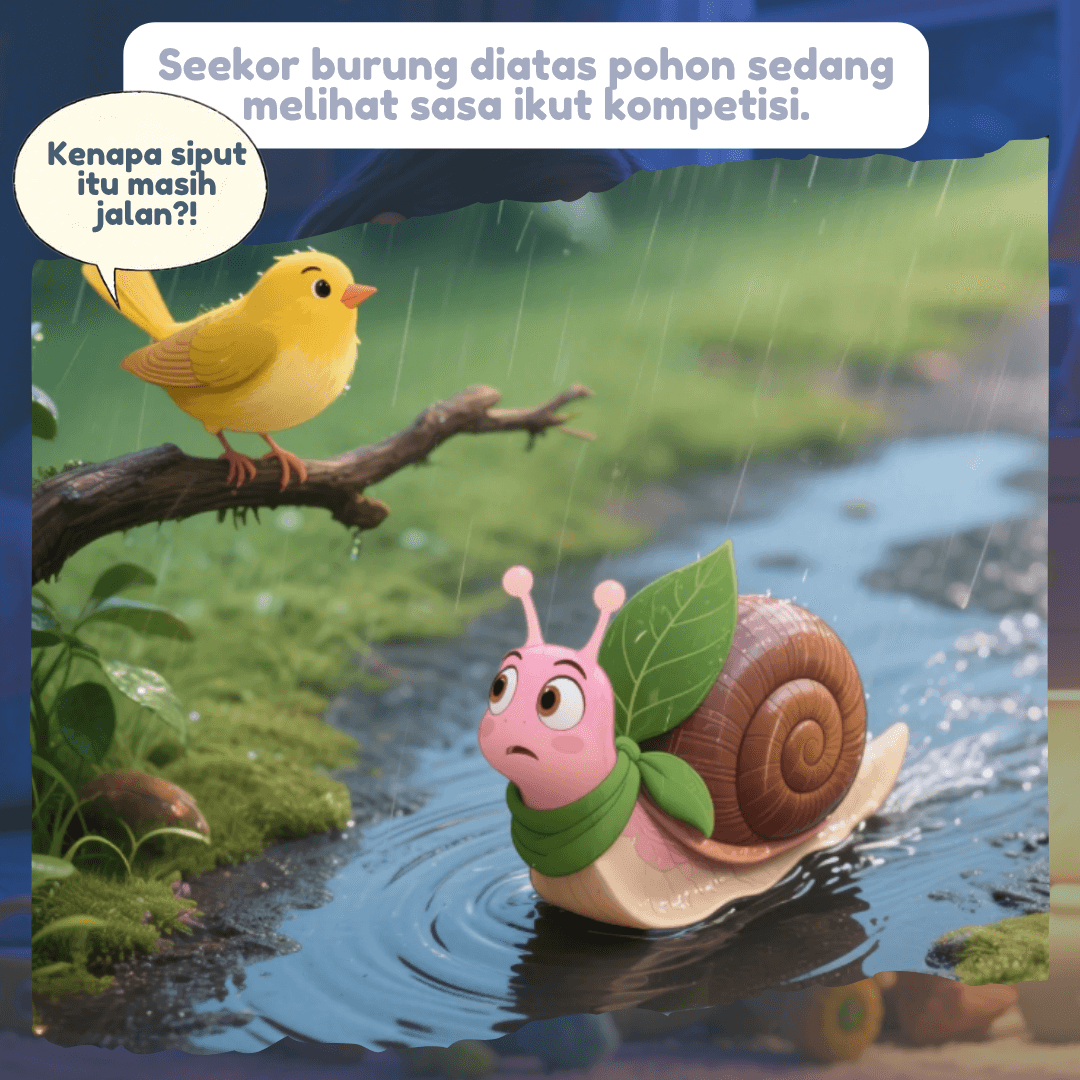 Seekor burung diatas pohon sedang
melihat sasa ikut kompetisi.
Kenapa siput
itu masih
jalan?!